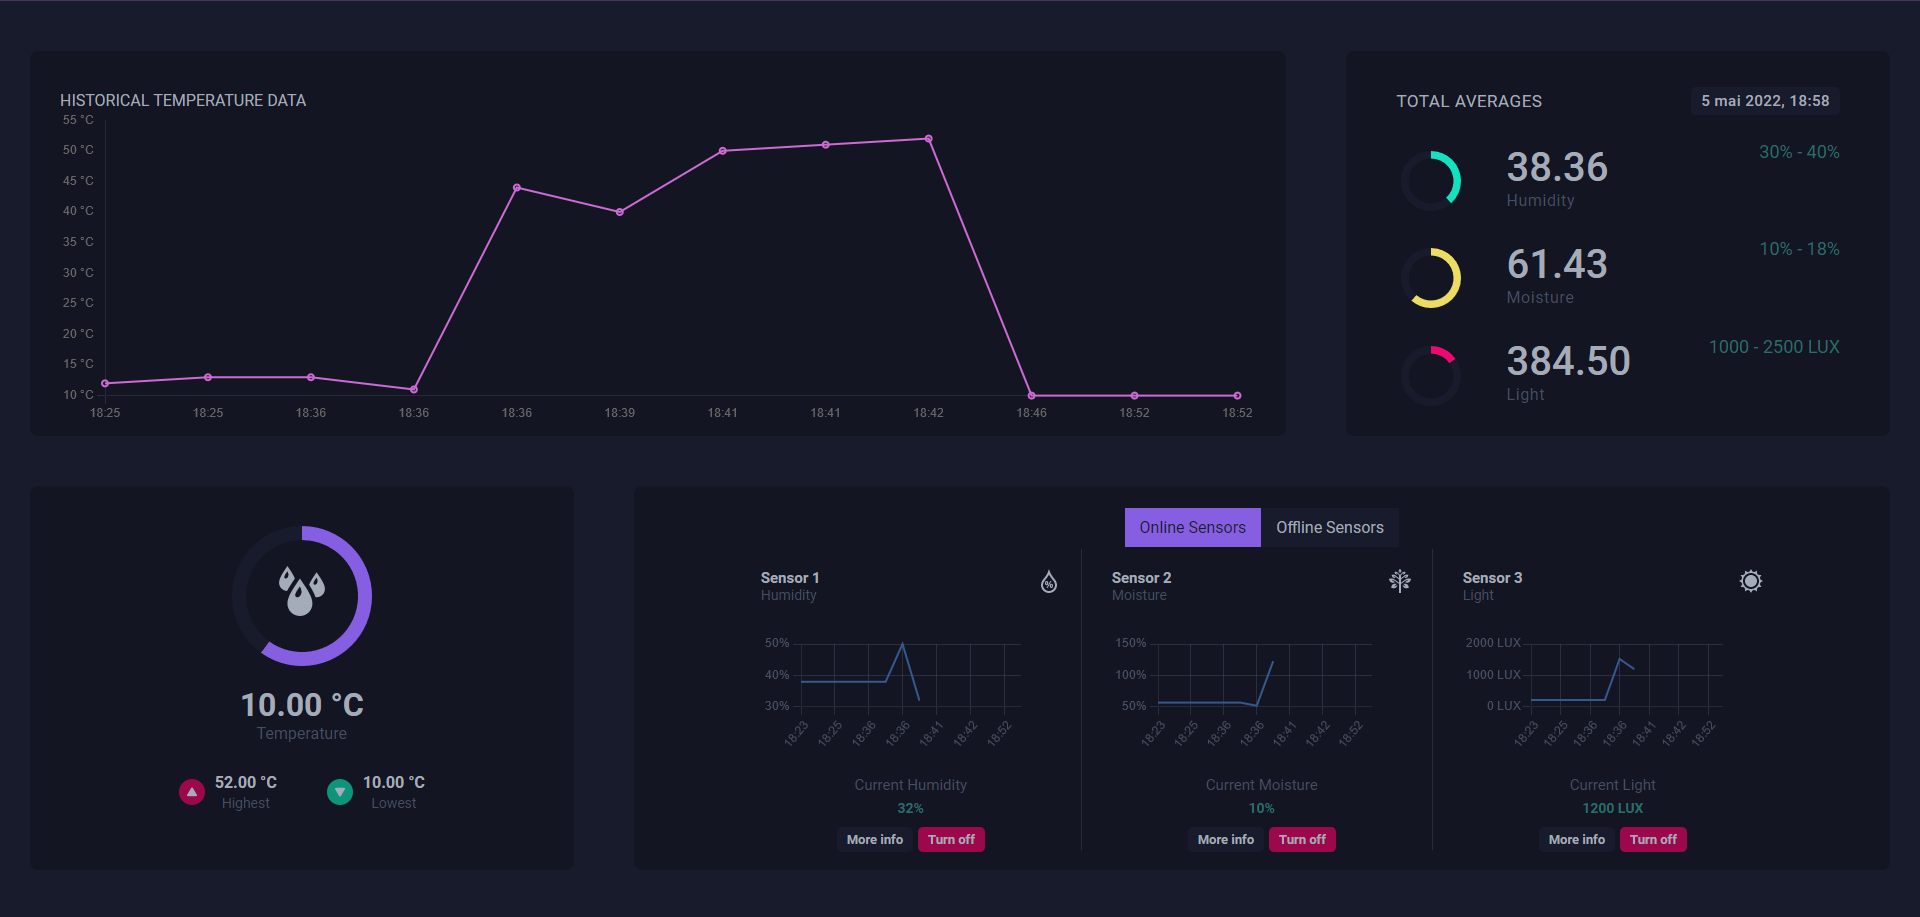 HISTORICAL TEMPERATURE DATA
55 °C
50 °C
45 °C
40 °C
35 °C
30 °C
25 °C
20 °C
15 °C
10 °C
18:25 18:25 18:36 18:36 18:36 18:39 18:41 18:41 18:42 18:46 18:52 18:52
TOTAL AVERAGES 5 mai 2022, 18:58
38.36 30% - 40%
Humidity
61.43 10% - 18%
Moisture
384.50 1000 - 2500 LUX
Light
10.00 °C
Temperature
52.00 °C
Highest
10.00 °C
Lowest
Online Sensors Offline Sensors
Sensor 1
Humidity
%
50%
40%
30%
18:23 18:25 18:36 18:36 18:41 18:42 18:52
Current Humidity
32%
More info Turn off
Sensor 2
Moisture
150%
100%
50%
18:23 18:25 18:36 18:36 18:41 18:42 18:52
Current Moisture
10%
More info Turn off
Sensor 3
Light
2000 LUX
1000 LUX
0 LUX
18:23 18:25 18:36 18:36 18:41 18:42 18:52
Current Light
1200 LUX
More info Turn off